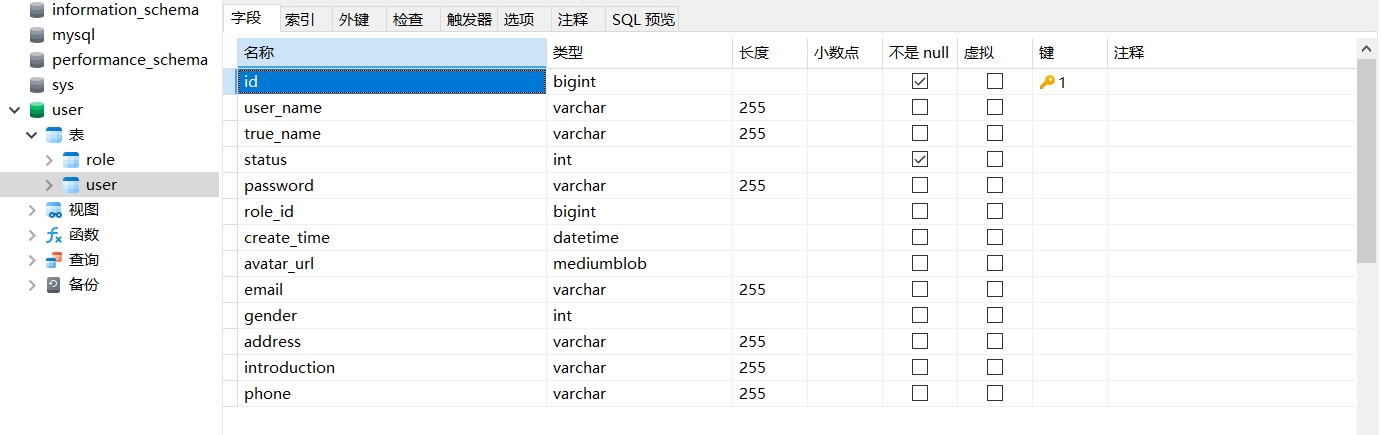 information_schema
mysql
performance_schema
sys
user
表
role
user
视图
函数
查询
备份
字段 索引 外键 检查 触发器 选项 注释 SQL 预览
名称 类型 长度 小数点 不是 null 虚拟 键 注释
id bigint 1
user_name varchar 255
true_name varchar 255
status int
password varchar 255
role_id bigint
create_time datetime
avatar_url mediumblob
email varchar 255
gender int
address varchar 255
introduction varchar 255
phone varchar 255